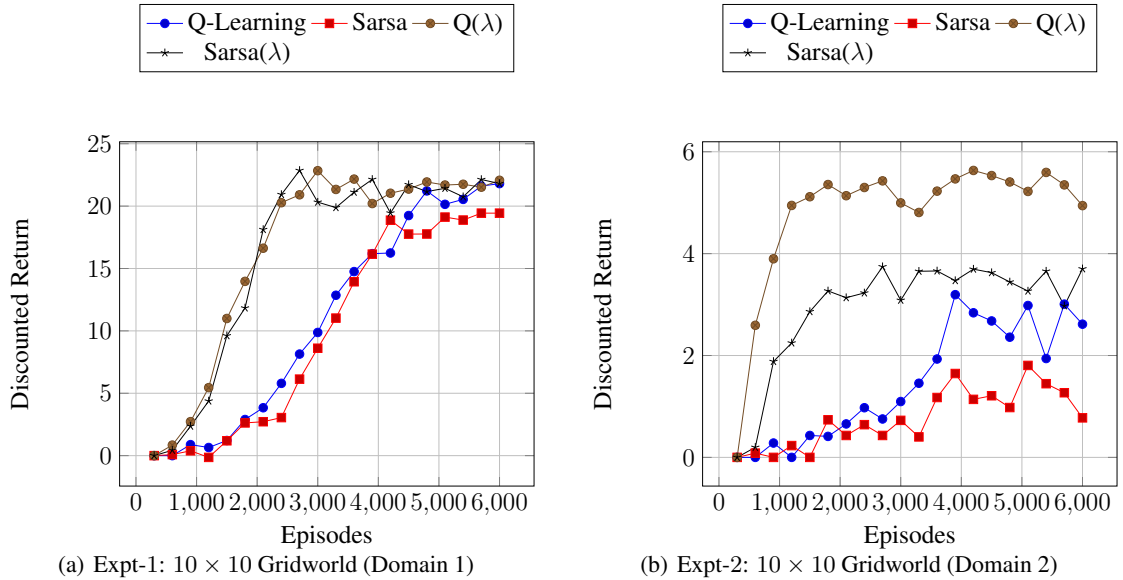 Q-Learning Sarsa Q(λ)
Sarsa(λ)
25
20
15
10
5
0
Discounted Return
0 1,000 2,000 3,000 4,000 5,000 6,000
Episodes
(a) Expt-1: 10 × 10 Gridworld (Domain 1)
Q-Learning Sarsa Q(λ)
Sarsa(λ)
6
4
2
0
Discounted Return
0 1,000 2,000 3,000 4,000 5,000 6,000
Episodes
(b) Expt-2: 10 × 10 Gridworld (Domain 2)